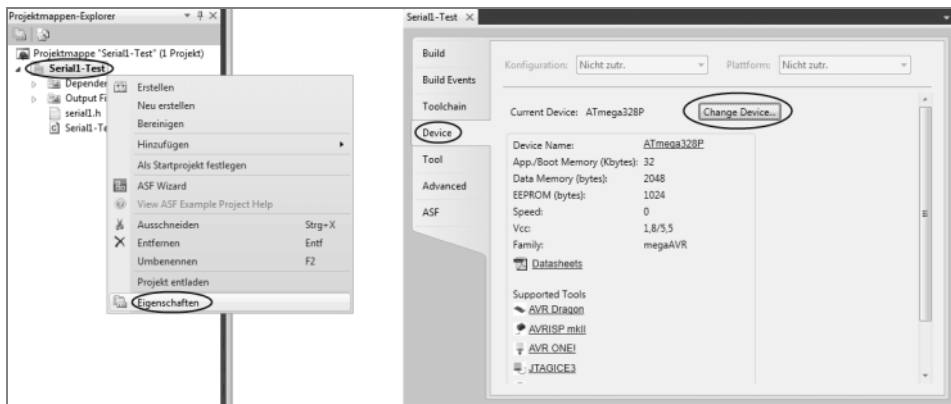 Projektmappen-Explorer
Projektmappe "Serial1-Test" (1 Projekt)
Serial1-Test
Depender
Output Fi
serial1.h
Serial1-Te
Erstellen
Neu erstellen
Bereinigen
Hinzufügen
Als Startprojekt festlegen
ASF Wizard
View ASF Example Project Help
Ausschneiden Strg+X
Entfernen Entf
Umbenennen F2
Projekt entladen
Eigenschaften
Serial1-Test
Build
Build Events
Toolchain
Device
Tool
Advanced
ASF
Konfiguration: Nicht zutr. Plattform: Nicht zutr.
Current Device: ATmega328P Change Device...
Device Name: ATmega328P
App./Boot Memory (Kbytes): 32
Data Memory (bytes): 2048
EEPROM (bytes): 1024
Speed: 0
Vcc: 1,8/5,5
Family: megaAVR
Datasheets
Supported Tools
AVR Dragon
AVRISP mkII
AVR ONE!
JTAGICE3